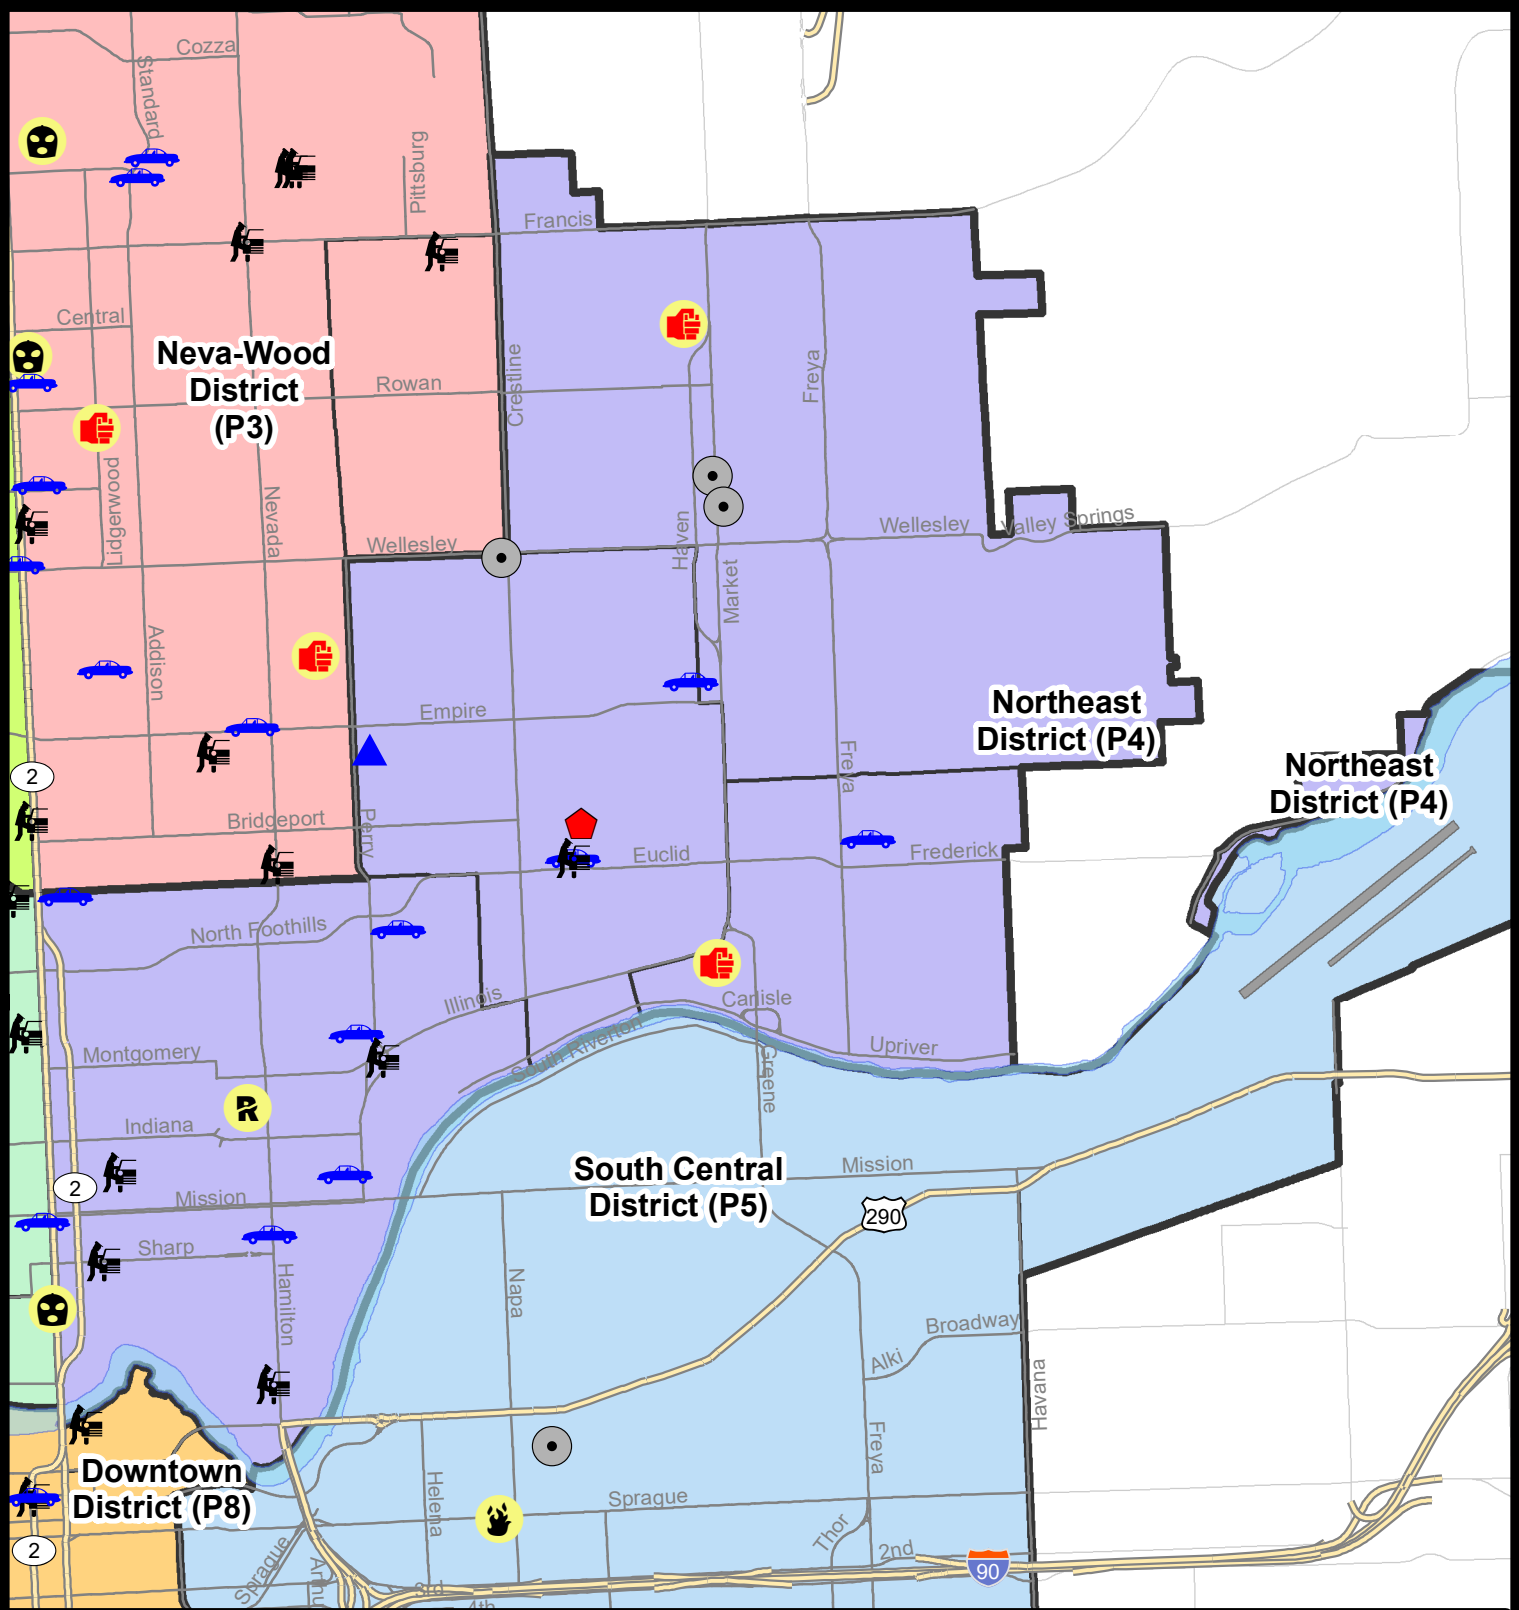 Cozza
Standard
Pittsburg
Francis
Central
Neva-Wood
District
(P3)
Rowan
Crestline
Freya
Lidgerwood
Nevada
Wellesley
Haven
Wellesley
Valley Springs
Market
Addison
Empire
Northeast
District (P4)
Freya
Northeast
District (P4)
2
Bridgeport
Perry
Euclid
Frederick
North Foothills
Illinois
Carlisle
South Riverton
Upriver
Montgomery
Greene
R
Indiana
South Central
District (P5)
Mission
2
Mission
290
Sharp
Hamilton
Napa
Broadway
Alki
Havana
Freya
Downtown
District (P8)
Helena
Sprague
Thor
2nd
2
Sprague
Arthu
3rd
4th
90